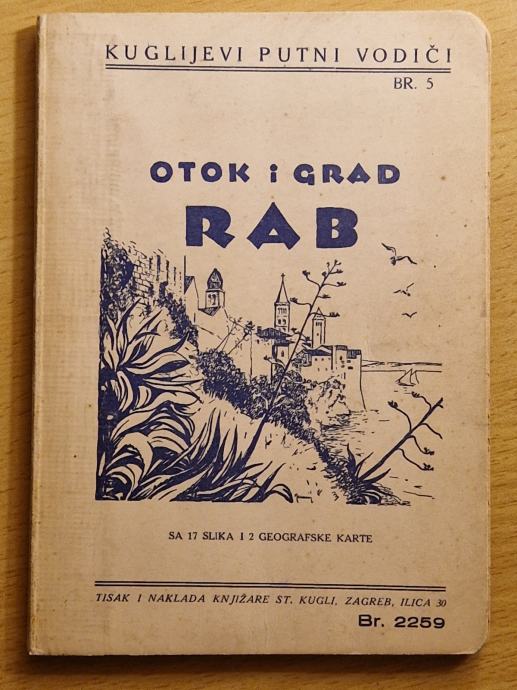 KUGLIJEVI PUTNI VODIČI
BR. 5
OTOK i GRAD
RAB
SA 17 SLIKA I 2 GEOGRAFSKE KARTE
TISAK I NAKLADA KNJIŽARE ST. KUGLI, ZAGREB, ILICA 30
Br. 2259